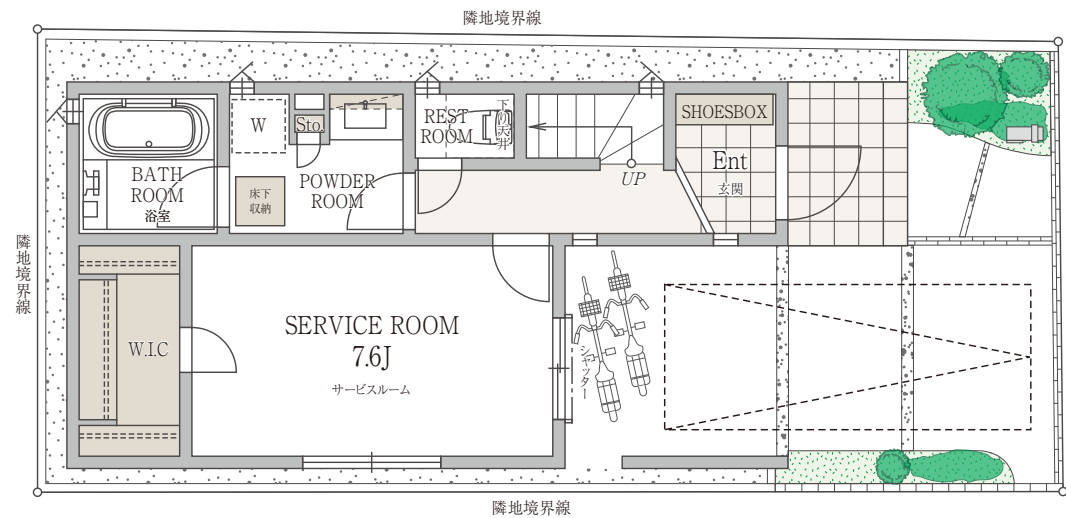 隣地境界線
隣地境界線
W
Sto.
REST
ROOM
下り天井
SHOESBOX
Ent
玄関
UP
BATH
ROOM
浴室
床下
収納
POWDER
ROOM
W.I.C
SERVICE ROOM
7.6J
サービスルーム
シャッター
隣地境界線